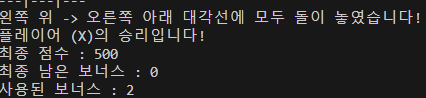 ---|---|---
왼쪽 위 -> 오른쪽 아래 대각선에 모두 돌이 놓였습니다!
플레이어 (X)의 승리입니다!
최종 점수 : 500
최종 남은 보너스 : 0
사용된 보너스 : 2